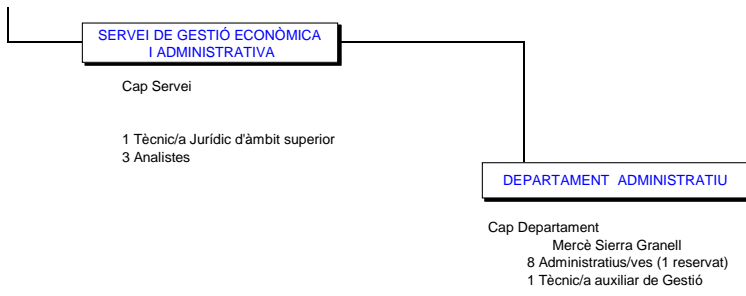 SERVEI DE GESTIÓ ECONÒMICA
I ADMINISTRATIVA
Cap Servei
1 Tècnic/a Jurídic d'àmbit superior
3 Analistes
DEPARTAMENT ADMINISTRATIU
Cap Departament
Mercè Sierra Granell
8 Administratius/ves (1 reservat)
1 Tècnic/a auxiliar de Gestió